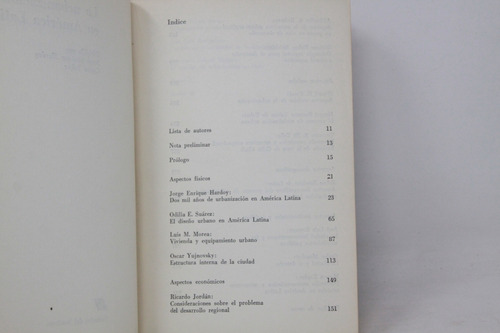 Indice
Lista de autores 11
Nota preliminar 13
Prólogo 15
Aspectos físicos 21
Jorge Enrique Hardoy:
Dos mil años de urbanización en América Latina 23
Odilia E. Suárez:
El diseño urbano en América Latina 65
Luis M. Morea:
Vivienda y equipamiento urbano 87
Oscar Yujnovsky:
Estructura interna de la ciudad 113
Aspectos económicos 149
Ricardo Jordán:
Consideraciones sobre el problema
del desarrollo regional 151